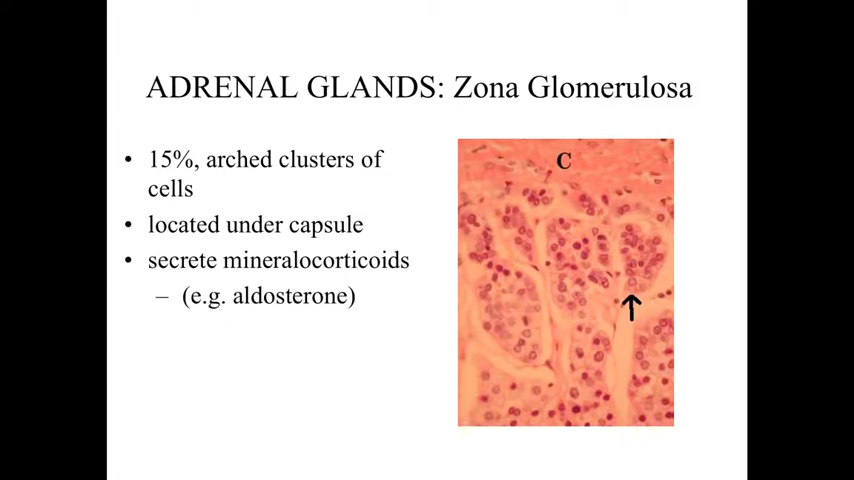 ADRENAL GLANDS: Zona Glomerulosa
• 15%, arched clusters of
cells
• located under capsule
• secrete mineralocorticoids
– (e.g. aldosterone)
C